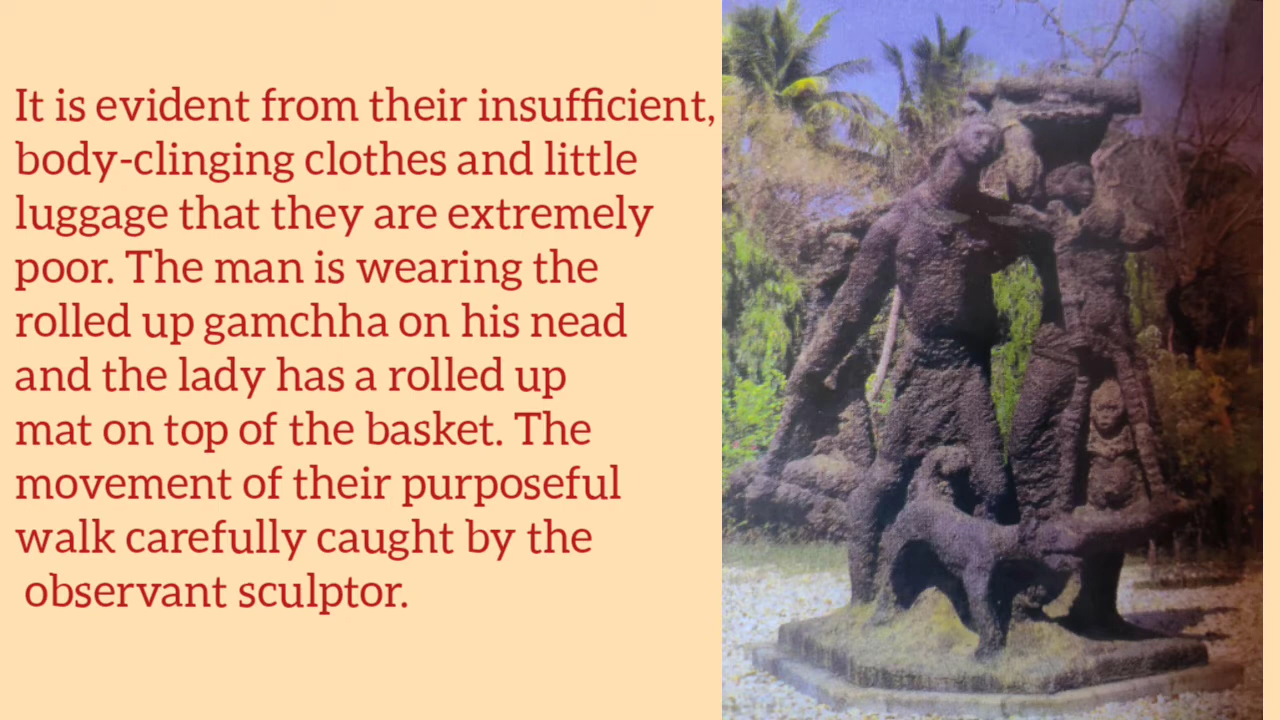 It is evident from their insufficient,
body-clinging clothes and little
luggage that they are extremely
poor. The man is wearing the
rolled up gamchha on his nead
and the lady has a rolled up
mat on top of the basket. The
movement of their purposeful
walk carefully caught by the
observant sculptor.